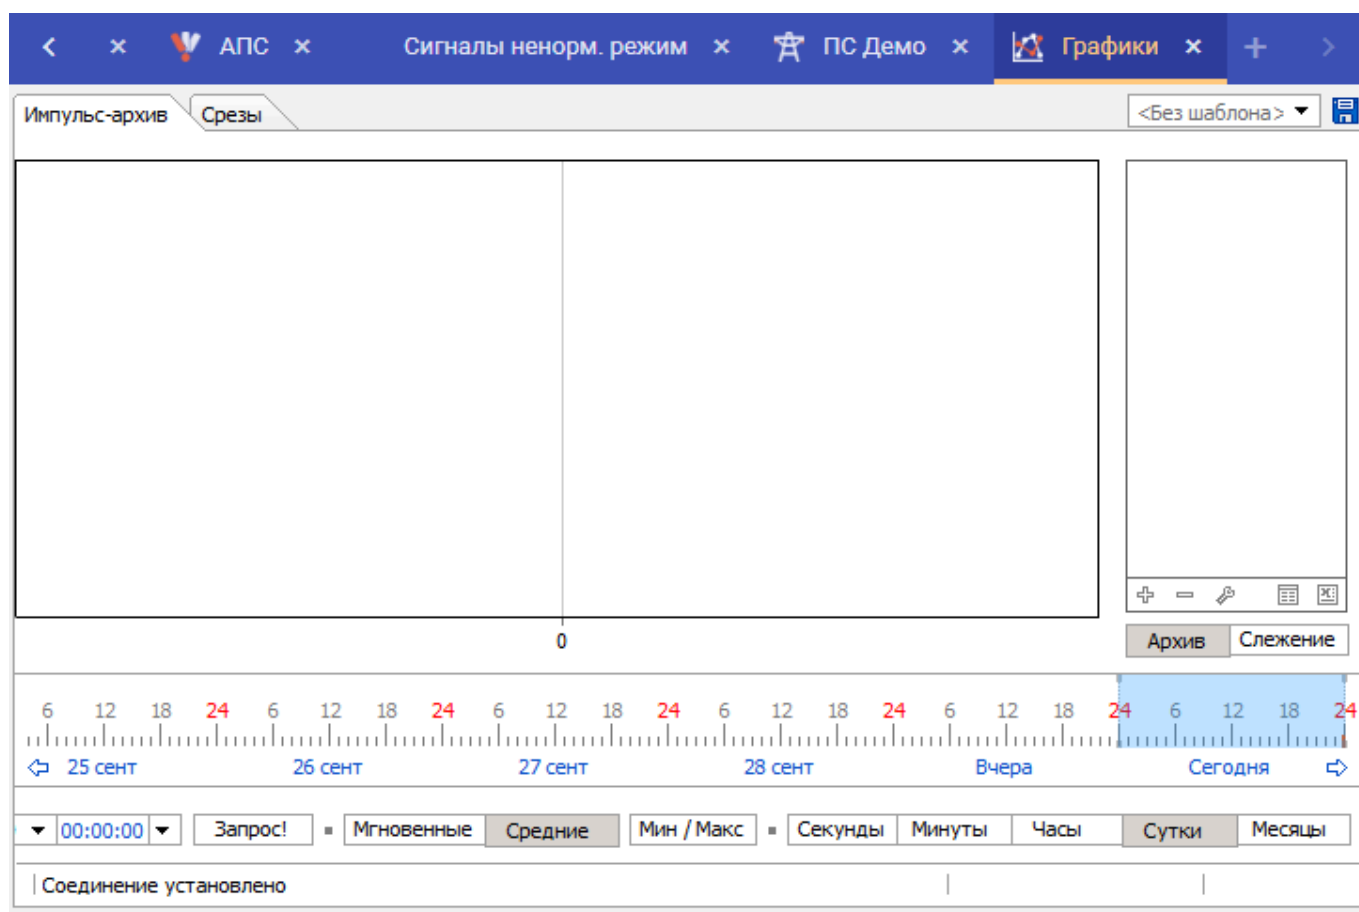 АПС Сигналы ненорм. режим ПС Демо Графики
Импульс-архив Срезы <Без шаблона>
0
Архив Слежение
6 12 18 24 6 12 18 24 6 12 18 24 6 12 18 24 6 12 18 24 6 12 18 24
25 сент 26 сент 27 сент 28 сент Вчера Сегодня
00:00:00 Запрос! Мгновенные Средние Мин / Макс Секунды Минуты Часы Сутки Месяцы
Соединение установлено